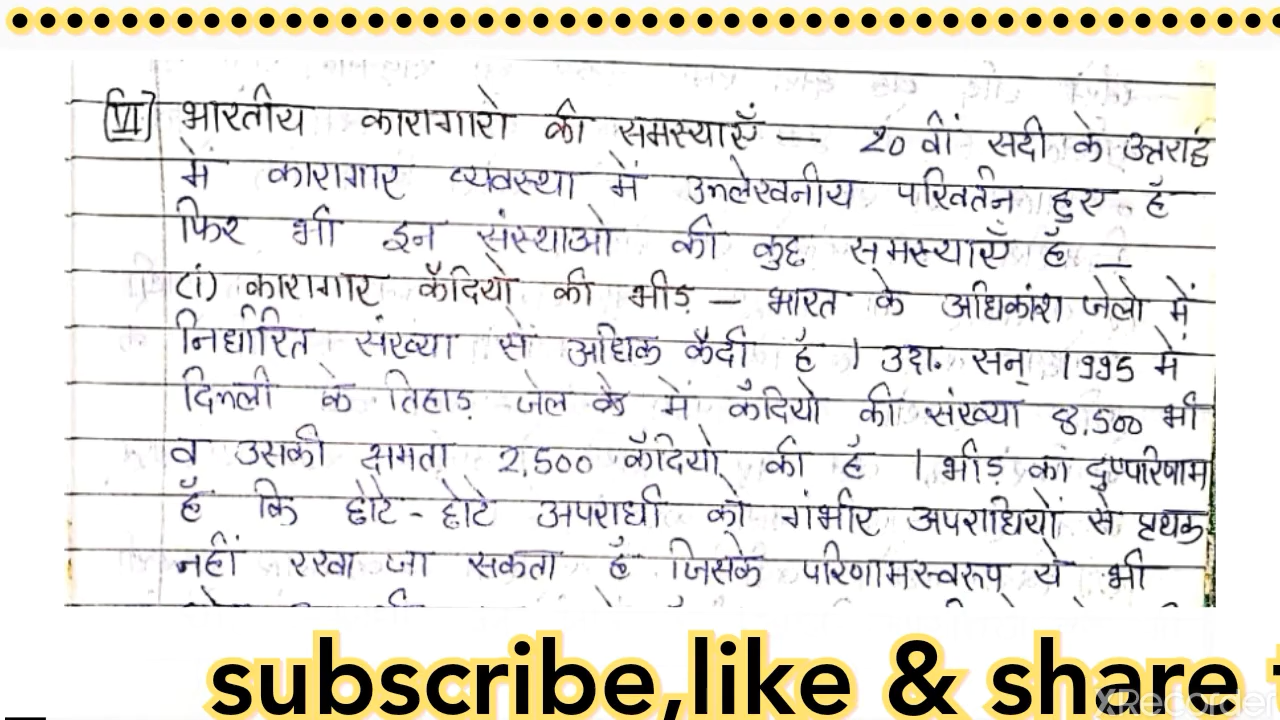 [VI] भारतीय कारागारो की समस्याएँ — 20 वीं सदी के उत्तरार्द्ध
में कारागार व्यवस्था में उल्लेखनीय परिवर्तन हुए है
फिर भी इन संस्थाओ की कुछ समस्याएँ है —
(i) कारागार कैदियो की भीड़ — भारत के अधिकांश जेलो में
निर्धारित संख्या से अधिक कैदी है । उदा. सन् 1995 में
दिल्ली के तिहाड़ जेल में कैदियो की संख्या 8,500 थी
व उसकी क्षमता 2,500 कैदियो की है । भीड़ का दुष्परिणाम
है कि छोटे-छोटे अपराधी को गंभीर अपराधियों से प्रथक
नहीं रखा जा सकता है जिसके परिणामस्वरूप ये भी
subscribe,like & share
XRecorder